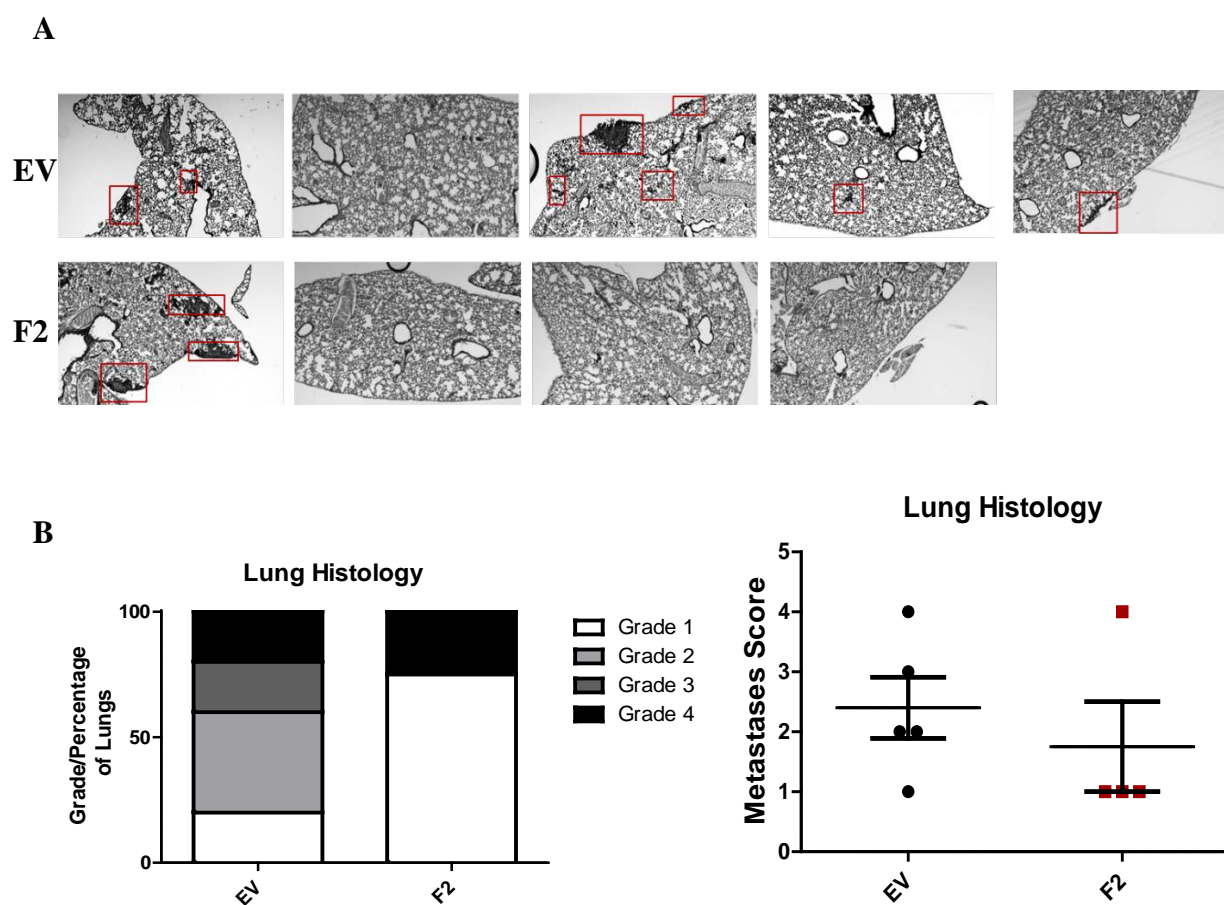 A
EV
F2
B
Lung Histology
100
50
0
Grade/Percentage
of Lungs
EV
F2
Grade 1
Grade 2
Grade 3
Grade 4
Lung Histology
5
4
3
2
1
0
Metastases Score
EV
F2